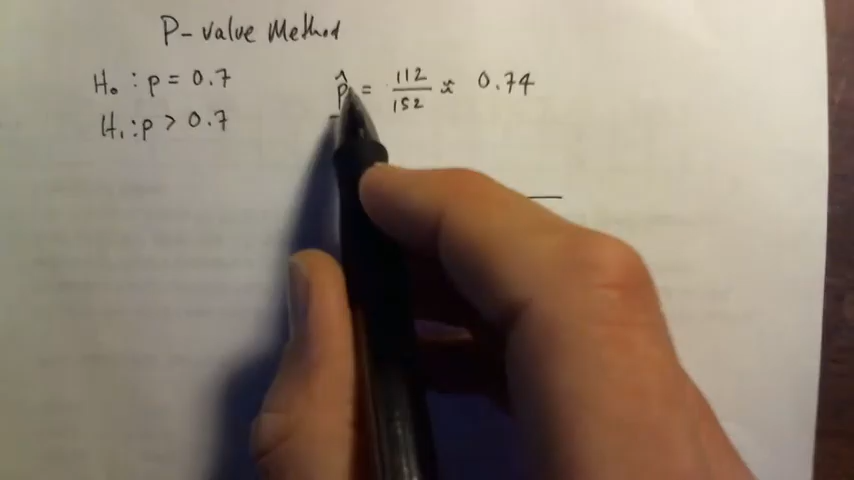 P-value Method
H₀ : p = 0.7
p̂ = 112/152 ≈ 0.74
H₁ : p > 0.7